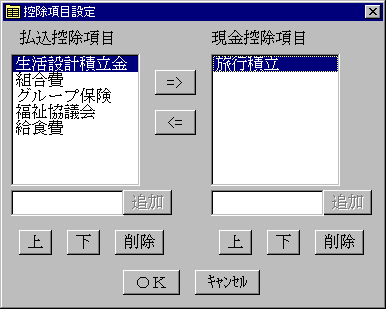 控除項目設定
払込控除項目
現金控除項目
生活設計積立金
組合費
グループ保険
福祉協議会
給食費
=>
<=
旅行積立
追加
追加
上 下 削除
上 下 削除
OK ｷｬﾝｾﾙ